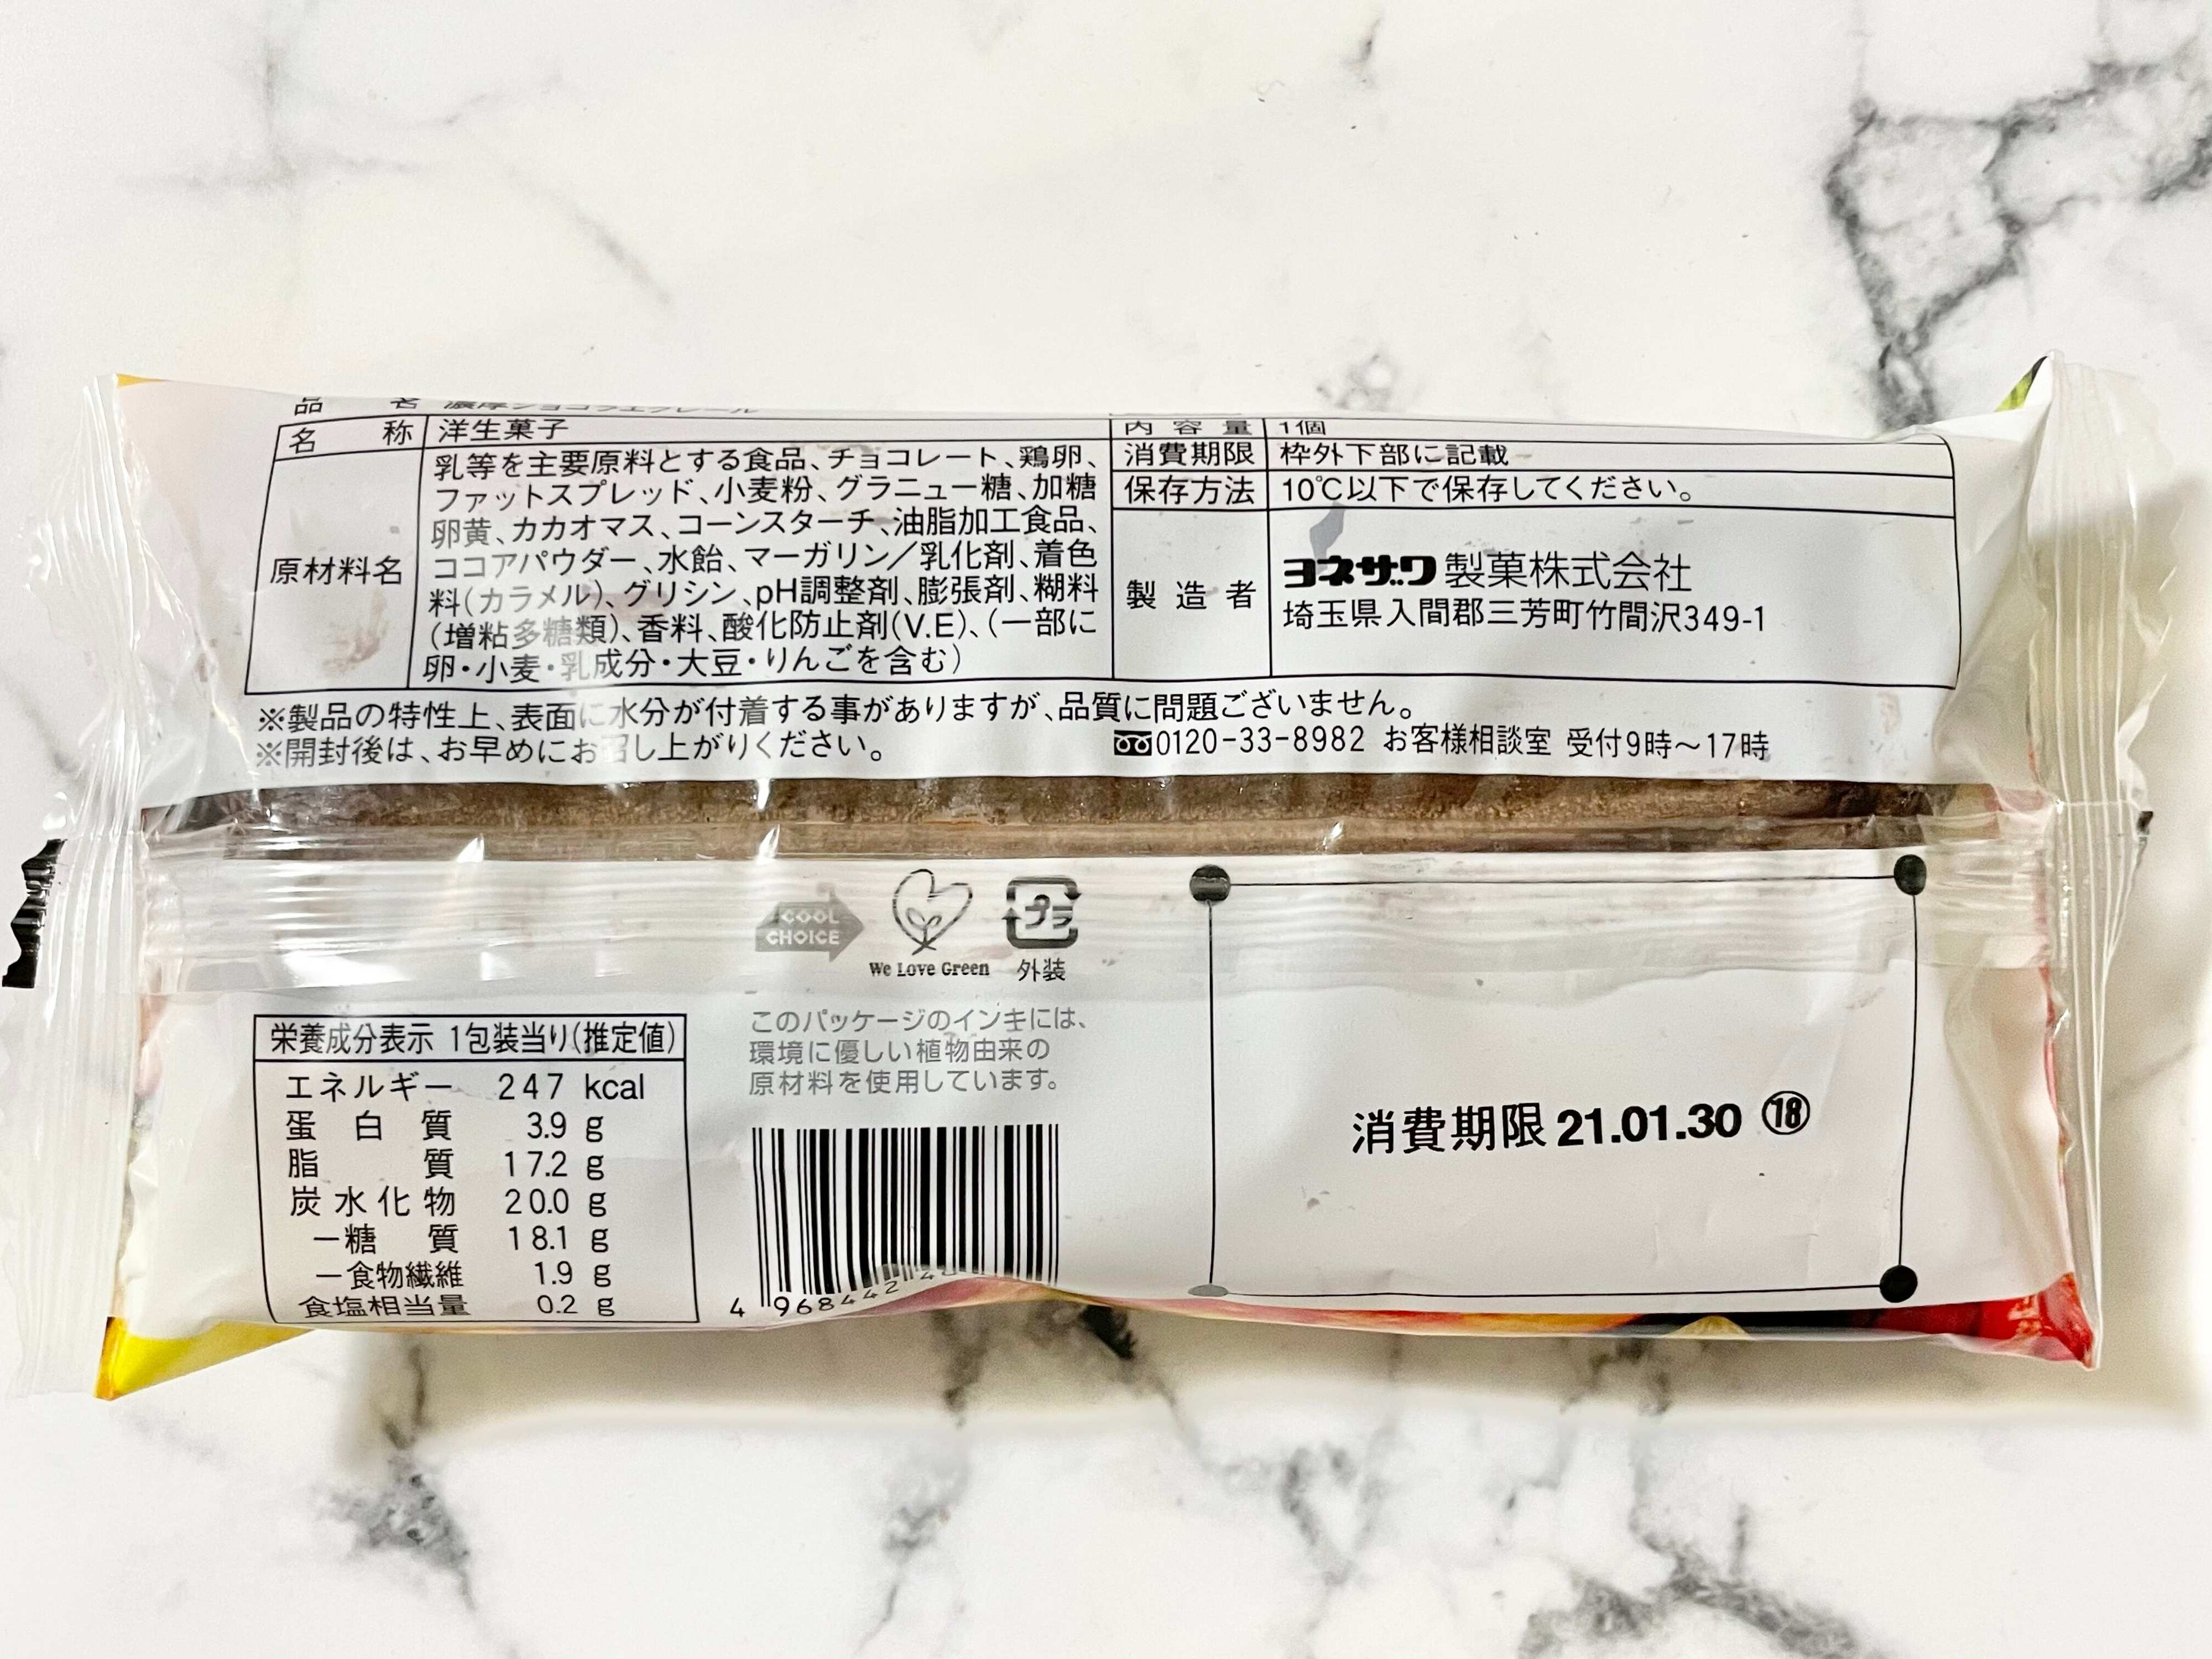 品名 濃厚ショコラエクレール
名称 洋生菓子
原材料名
乳等を主要原料とする食品、チョコレート、鶏卵、
ファットスプレッド、小麦粉、グラニュー糖、加糖
卵黄、カカオマス、コーンスターチ、油脂加工食品、
ココアパウダー、水飴、マーガリン／乳化剤、着色
料(カラメル)、グリシン、pH調整剤、膨張剤、糊料
(増粘多糖類)、香料、酸化防止剤(V.E)、(一部に
卵・小麦・乳成分・大豆・りんごを含む)
内容量 1個
消費期限 枠外下部に記載
保存方法 10℃以下で保存してください。
製造者
ヨネザワ製菓株式会社
埼玉県入間郡三芳町竹間沢349-1
※製品の特性上、表面に水分が付着する事がありますが、品質に問題ございません。
※開封後は、お早めにお召し上がりください。
0120-33-8982 お客様相談室 受付9時～17時
COOL
CHOICE
We Love Green
プラ
外装
このパッケージのインキには、
環境に優しい植物由来の
原材料を使用しています。
栄養成分表示 1包装当り(推定値)
エネルギー 247 kcal
蛋白質 3.9 g
脂質 17.2 g
炭水化物 20.0 g
－糖質 18.1 g
－食物繊維 1.9 g
食塩相当量 0.2 g
4 968442
消費期限 21.01.30 ⑱